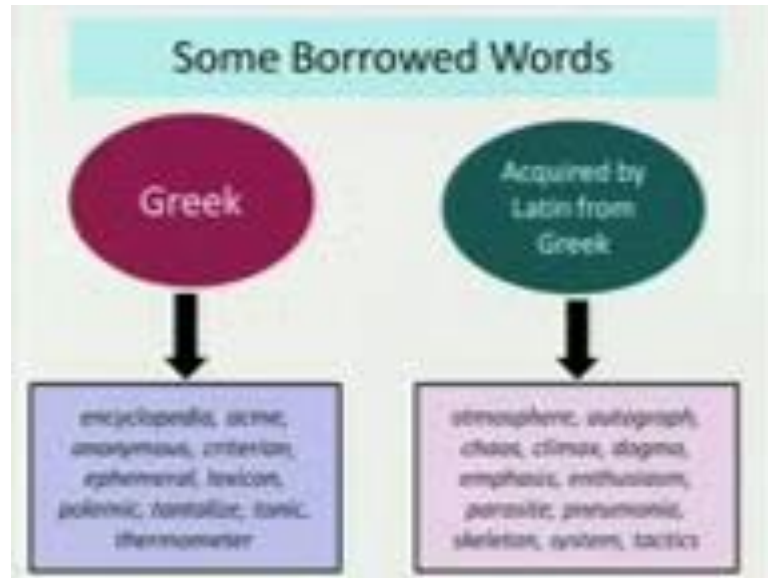 Some Borrowed Words
Greek
Acquired by
Latin from
Greek
encyclopedia, acme,
anonymous, criterian,
ephemeral, lexicon,
polemic, tantalize, tonic,
thermometer
atmosphere, autograph,
chaos, climax, dogma,
emphasis, enthusiasm,
parasite, pneumonia,
skeleton, system, tactics